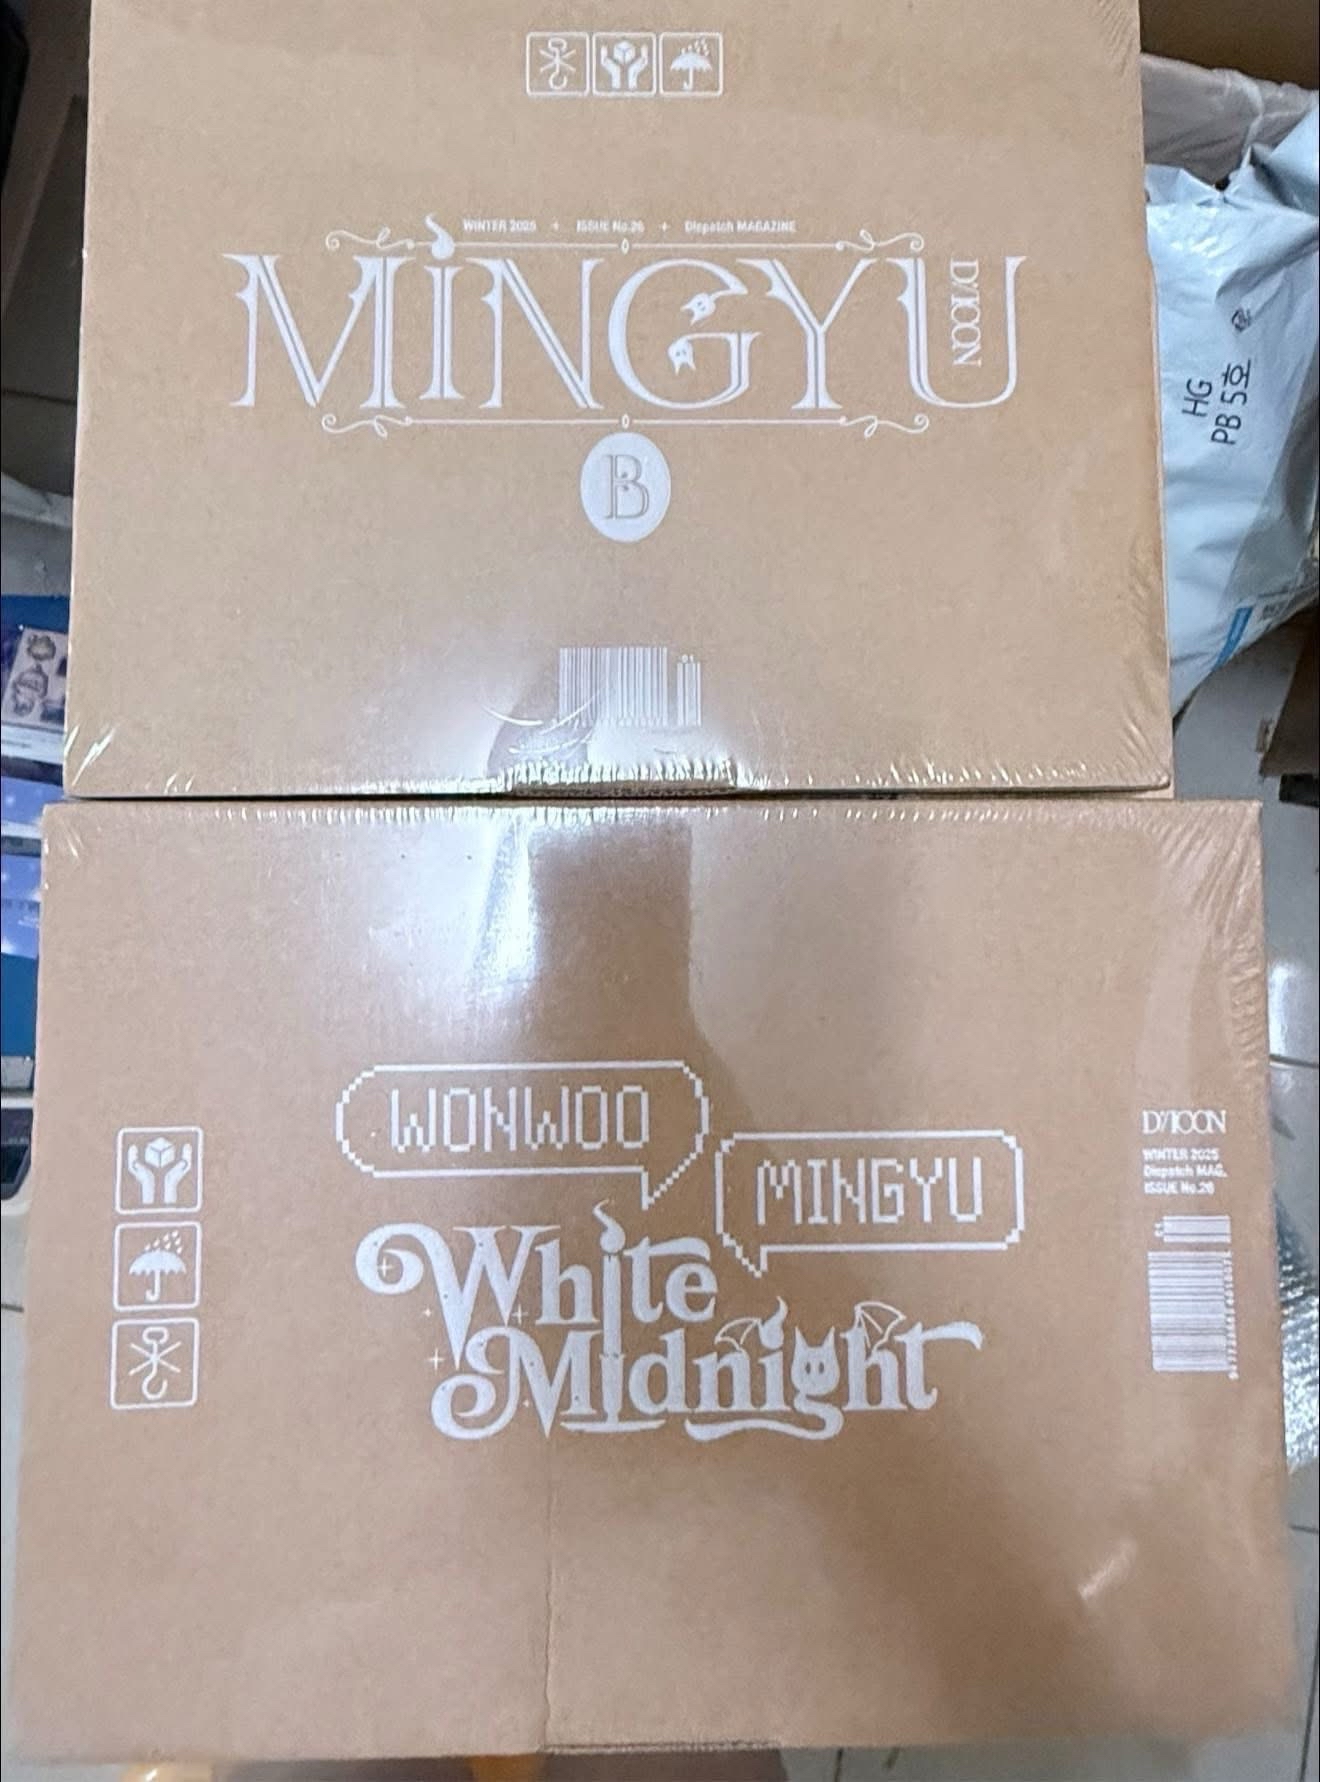 WINTER 2025 + ISSUE No.26 + Dispatch MAGAZINE
MINGYU
D/ICON
B
HG
PB 5호
WONWOO
MINGYU
White
Midnight
D/ICON
WINTER 2025
Dispatch MAG.
ISSUE No.26